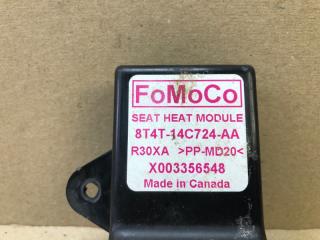 FoMoCo
SEAT HEAT MODULE
8T4T-14C724-AA
R30XA >PP-MD20<
X003356548
Made in Canada